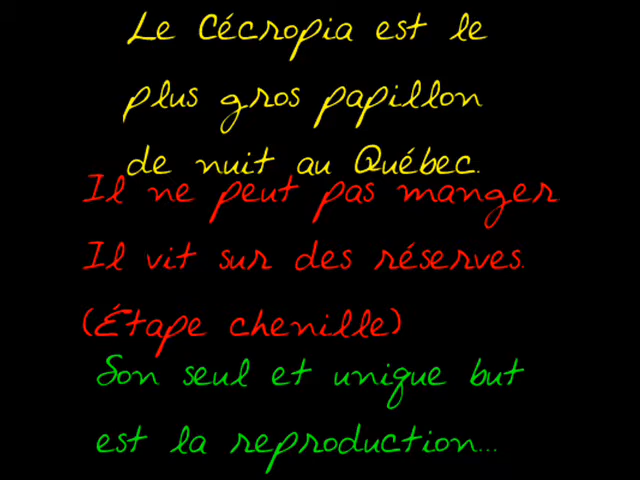 Le Cécropia est le
plus gros papillon
de nuit au Québec.
Il ne peut pas manger
Il vit sur des réserves.
(Étape chenille)
Son seul et unique but
est la reproduction...